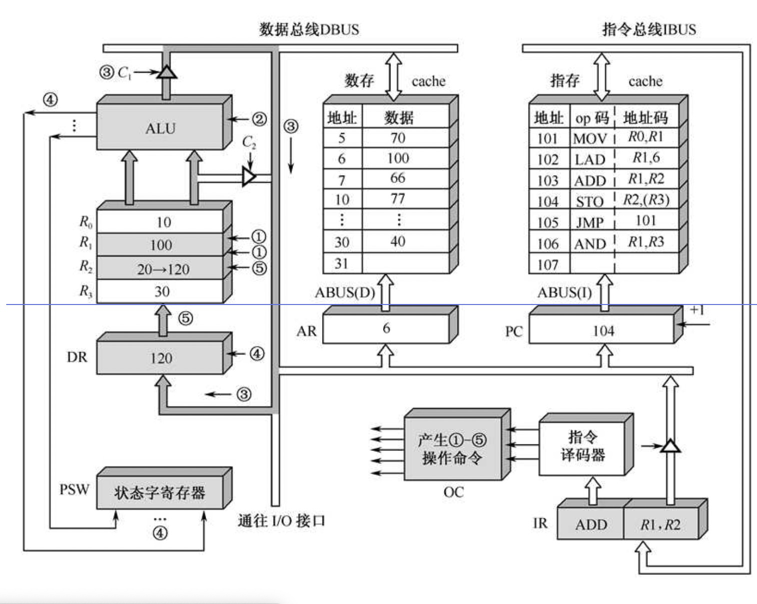 数据总线DBUS
指令总线IBUS
③ C₁
④
⋮
ALU
②
C₂
③
数存 cache
地址 数据
5 70
6 100
7 66
10 77
⋮ ⋮
30 40
31
ABUS(D)
AR 6
指存 cache
地址 op 码 地址码
101 MOV R0,R1
102 LAD R1,6
103 ADD R1,R2
104 STO R2,(R3)
105 JMP 101
106 AND R1,R3
107
ABUS(I)
PC 104
+1
R₀ 10
R₁ 100 ①
①
R₂ 20→120 ⑤
R₃ 30
⑤
DR 120 ④
③
产生①-⑤
操作命令
OC
指令
译码器
PSW 状态字寄存器
…
④
通往 I/O 接口
IR ADD R1, R2